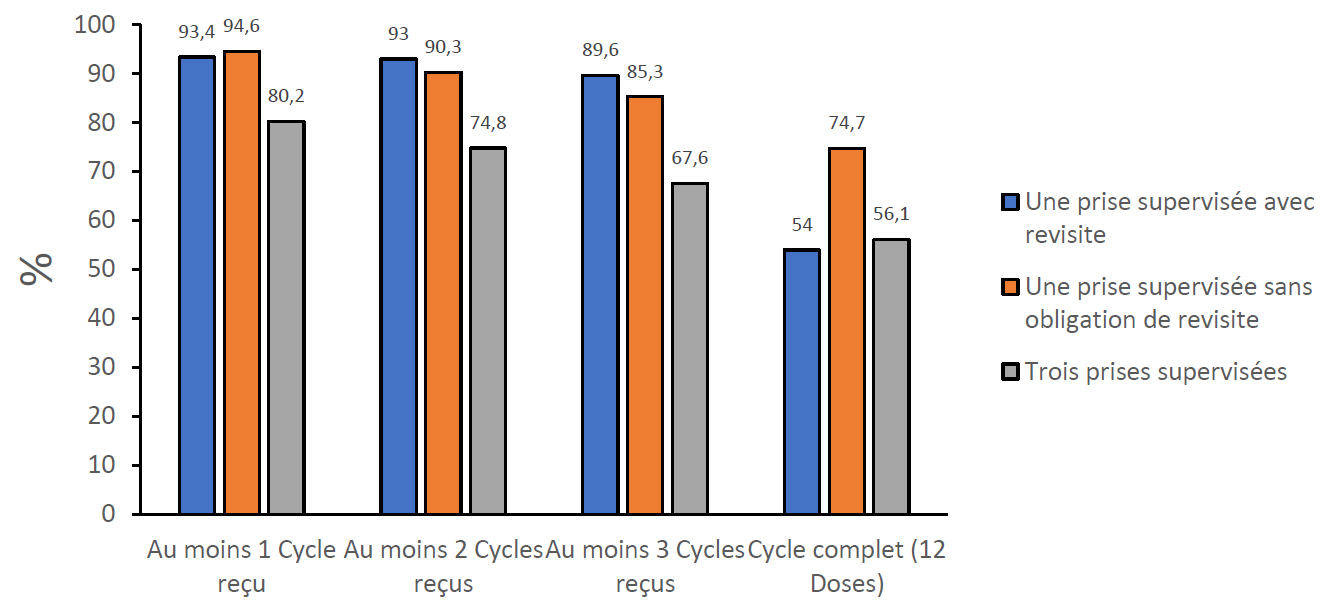 %
100
90
80
70
60
50
40
30
20
10
0
93,4
94,6
80,2
93
90,3
74,8
89,6
85,3
67,6
54
74,7
56,1
Au moins 1 Cycle
reçu
Au moins 2 Cycles
reçus
Au moins 3 Cycles
reçus
Cycle complet (12
Doses)
Une prise supervisée avec
revisite
Une prise supervisée sans
obligation de revisite
Trois prises supervisées